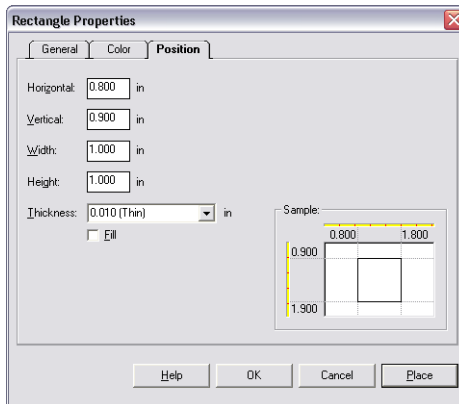 Rectangle Properties
General Color Position
Horizontal: 0.800 in
Vertical: 0.900 in
Width: 1.000 in
Height: 1.000 in
Thickness: 0.010 (Thin) in
Fill
Sample:
0.800 1.800
0.900
1.900
Help OK Cancel Place